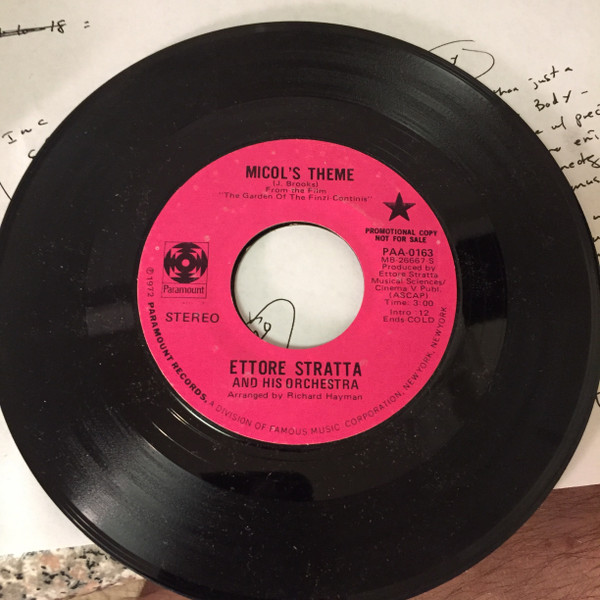 MICOL'S THEME
(J. Brooks)
From the Film
"The Garden Of The Finzi Continis"
PROMOTIONAL COPY
NOT FOR SALE
PAA-0163
MB-26667-S
Produced by
Ettore Stratta
Musical Sciences/
Cinema V Publ.
(ASCAP)
Time: 3:00
Intro :12
Ends COLD
Paramount
STEREO
ETTORE STRATTA
AND HIS ORCHESTRA
Arranged by Richard Hayman
℗1972 PARAMOUNT RECORDS, A DIVISION OF FAMOUS MUSIC CORPORATION, NEW YORK, NEW YORK
18 =
just a
Body -